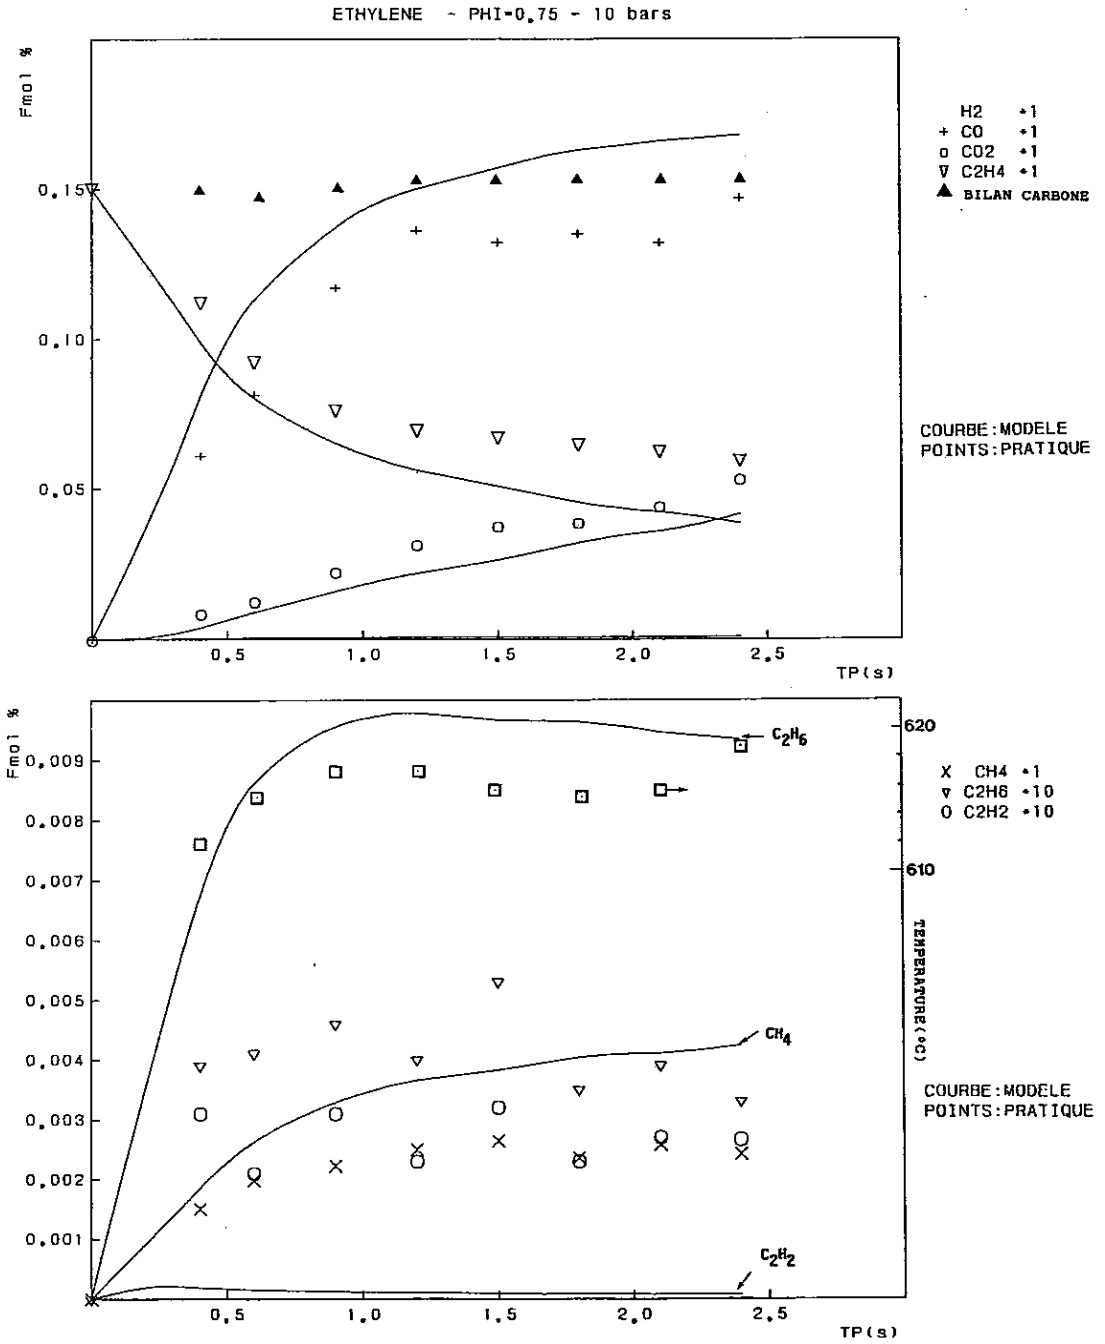 ETHYLENE - PHI=0.75 - 10 bars
Fmol %
H2 *1
+ CO *1
o CO2 *1
▽ C2H4 *1
▲ BILAN CARBONE
0.15
0.10
0.05
COURBE:MODELE
POINTS:PRATIQUE
0.5 1.0 1.5 2.0 2.5
TP(s)
Fmol %
0.009
0.008
0.007
0.006
0.005
0.004
0.003
0.002
0.001
C2H6
620
610
TEMPERATURE(°C)
X CH4 *1
▽ C2H6 *10
O C2H2 *10
CH4
COURBE:MODELE
POINTS:PRATIQUE
C2H2
0.5 1.0 1.5 2.0 2.5
TP(s)